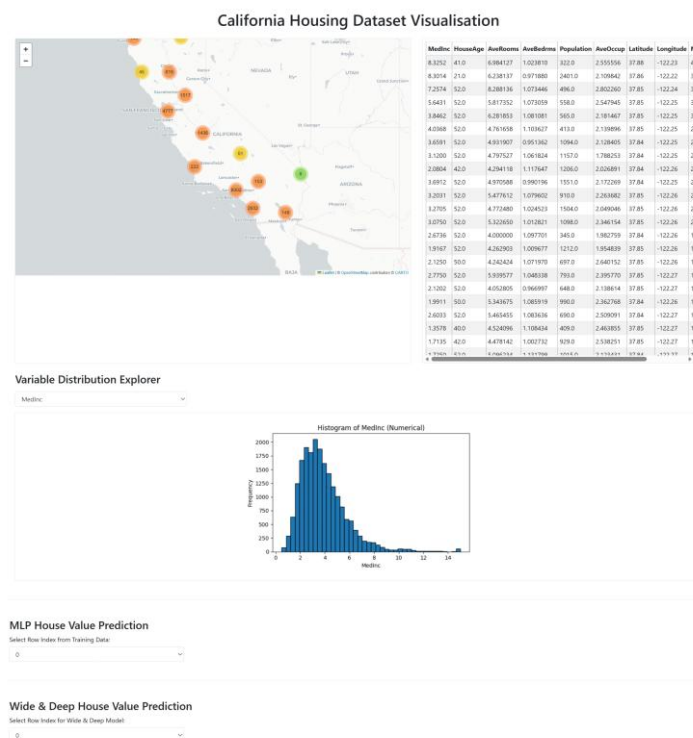 California Housing Dataset Visualisation
+
−
NEVADA
UTAH
CALIFORNIA
ARIZONA
BAJA
Leaflet | © OpenStreetMap contributors © CARTO
MedInc HouseAge AveRooms AveBedrms Population AveOccup Latitude Longitude
8.3252 41.0 6.984127 1.023810 322.0 2.555556 37.88 -122.23
8.3014 21.0 6.238137 0.971880 2401.0 2.109842 37.86 -122.22
7.2574 52.0 8.288136 1.073446 496.0 2.802260 37.85 -122.24
5.6431 52.0 5.817352 1.073059 558.0 2.547945 37.85 -122.25
3.8462 52.0 6.281853 1.081081 565.0 2.181467 37.85 -122.25
4.0368 52.0 4.761658 1.103627 413.0 2.139896 37.85 -122.25
3.6591 52.0 4.931907 0.951362 1094.0 2.128405 37.84 -122.25
3.1200 52.0 4.797527 1.061824 1157.0 1.788253 37.84 -122.25
2.0804 42.0 4.294118 1.117647 1206.0 2.026891 37.84 -122.26
3.6912 52.0 4.970588 0.990196 1551.0 2.172269 37.84 -122.25
3.2031 52.0 5.477612 1.079602 910.0 2.263682 37.85 -122.26
3.2705 52.0 4.772480 1.024523 1504.0 2.049046 37.85 -122.26
3.0750 52.0 5.322650 1.012821 1098.0 2.346154 37.85 -122.26
2.6736 52.0 4.000000 1.097701 345.0 1.982759 37.84 -122.26
1.9167 52.0 4.262903 1.009677 1212.0 1.954839 37.85 -122.26
2.1250 50.0 4.242424 1.071970 697.0 2.640152 37.85 -122.26
2.7750 52.0 5.939577 1.048338 793.0 2.395770 37.85 -122.27
2.1202 52.0 4.052805 0.966997 648.0 2.138614 37.85 -122.27
1.9911 50.0 5.343675 1.085919 990.0 2.362768 37.84 -122.26
2.6033 52.0 5.465455 1.083636 690.0 2.509091 37.84 -122.27
1.3578 40.0 4.524096 1.108434 409.0 2.463855 37.85 -122.27
1.7135 42.0 4.478142 1.002732 929.0 2.538251 37.85 -122.27
Variable Distribution Explorer
MedInc
Histogram of MedInc (Numerical)
Frequency
2000
1750
1500
1250
1000
750
500
250
0
0 2 4 6 8 10 12 14
MedInc
MLP House Value Prediction
Select Row Index from Training Data:
0
Wide & Deep House Value Prediction
Select Row Index for Wide & Deep Model:
0